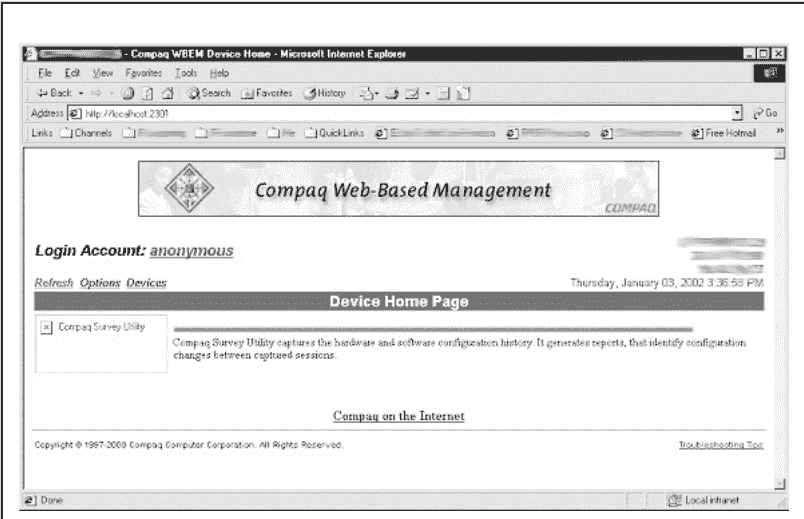 - Compaq WBEM Device Home - Microsoft Internet Explorer
File Edit View Favorites Tools Help
Back Search Favorites History
Address http://localhost:2301 Go
Links Channels QuickLinks Free Hotmail
Compaq Web-Based Management
COMPAQ
Login Account: anonymous
Refresh Options Devices Thursday, January 03, 2002 3:36:58 PM
Device Home Page
Compaq Survey Utility
Compaq Survey Utility captures the hardware and software configuration history. It generates reports, that identify configuration
changes between captured sessions.
Compaq on the Internet
Copyright © 1997-2000 Compaq Computer Corporation. All Rights Reserved. Troubleshooting Tips
Done Local intranet